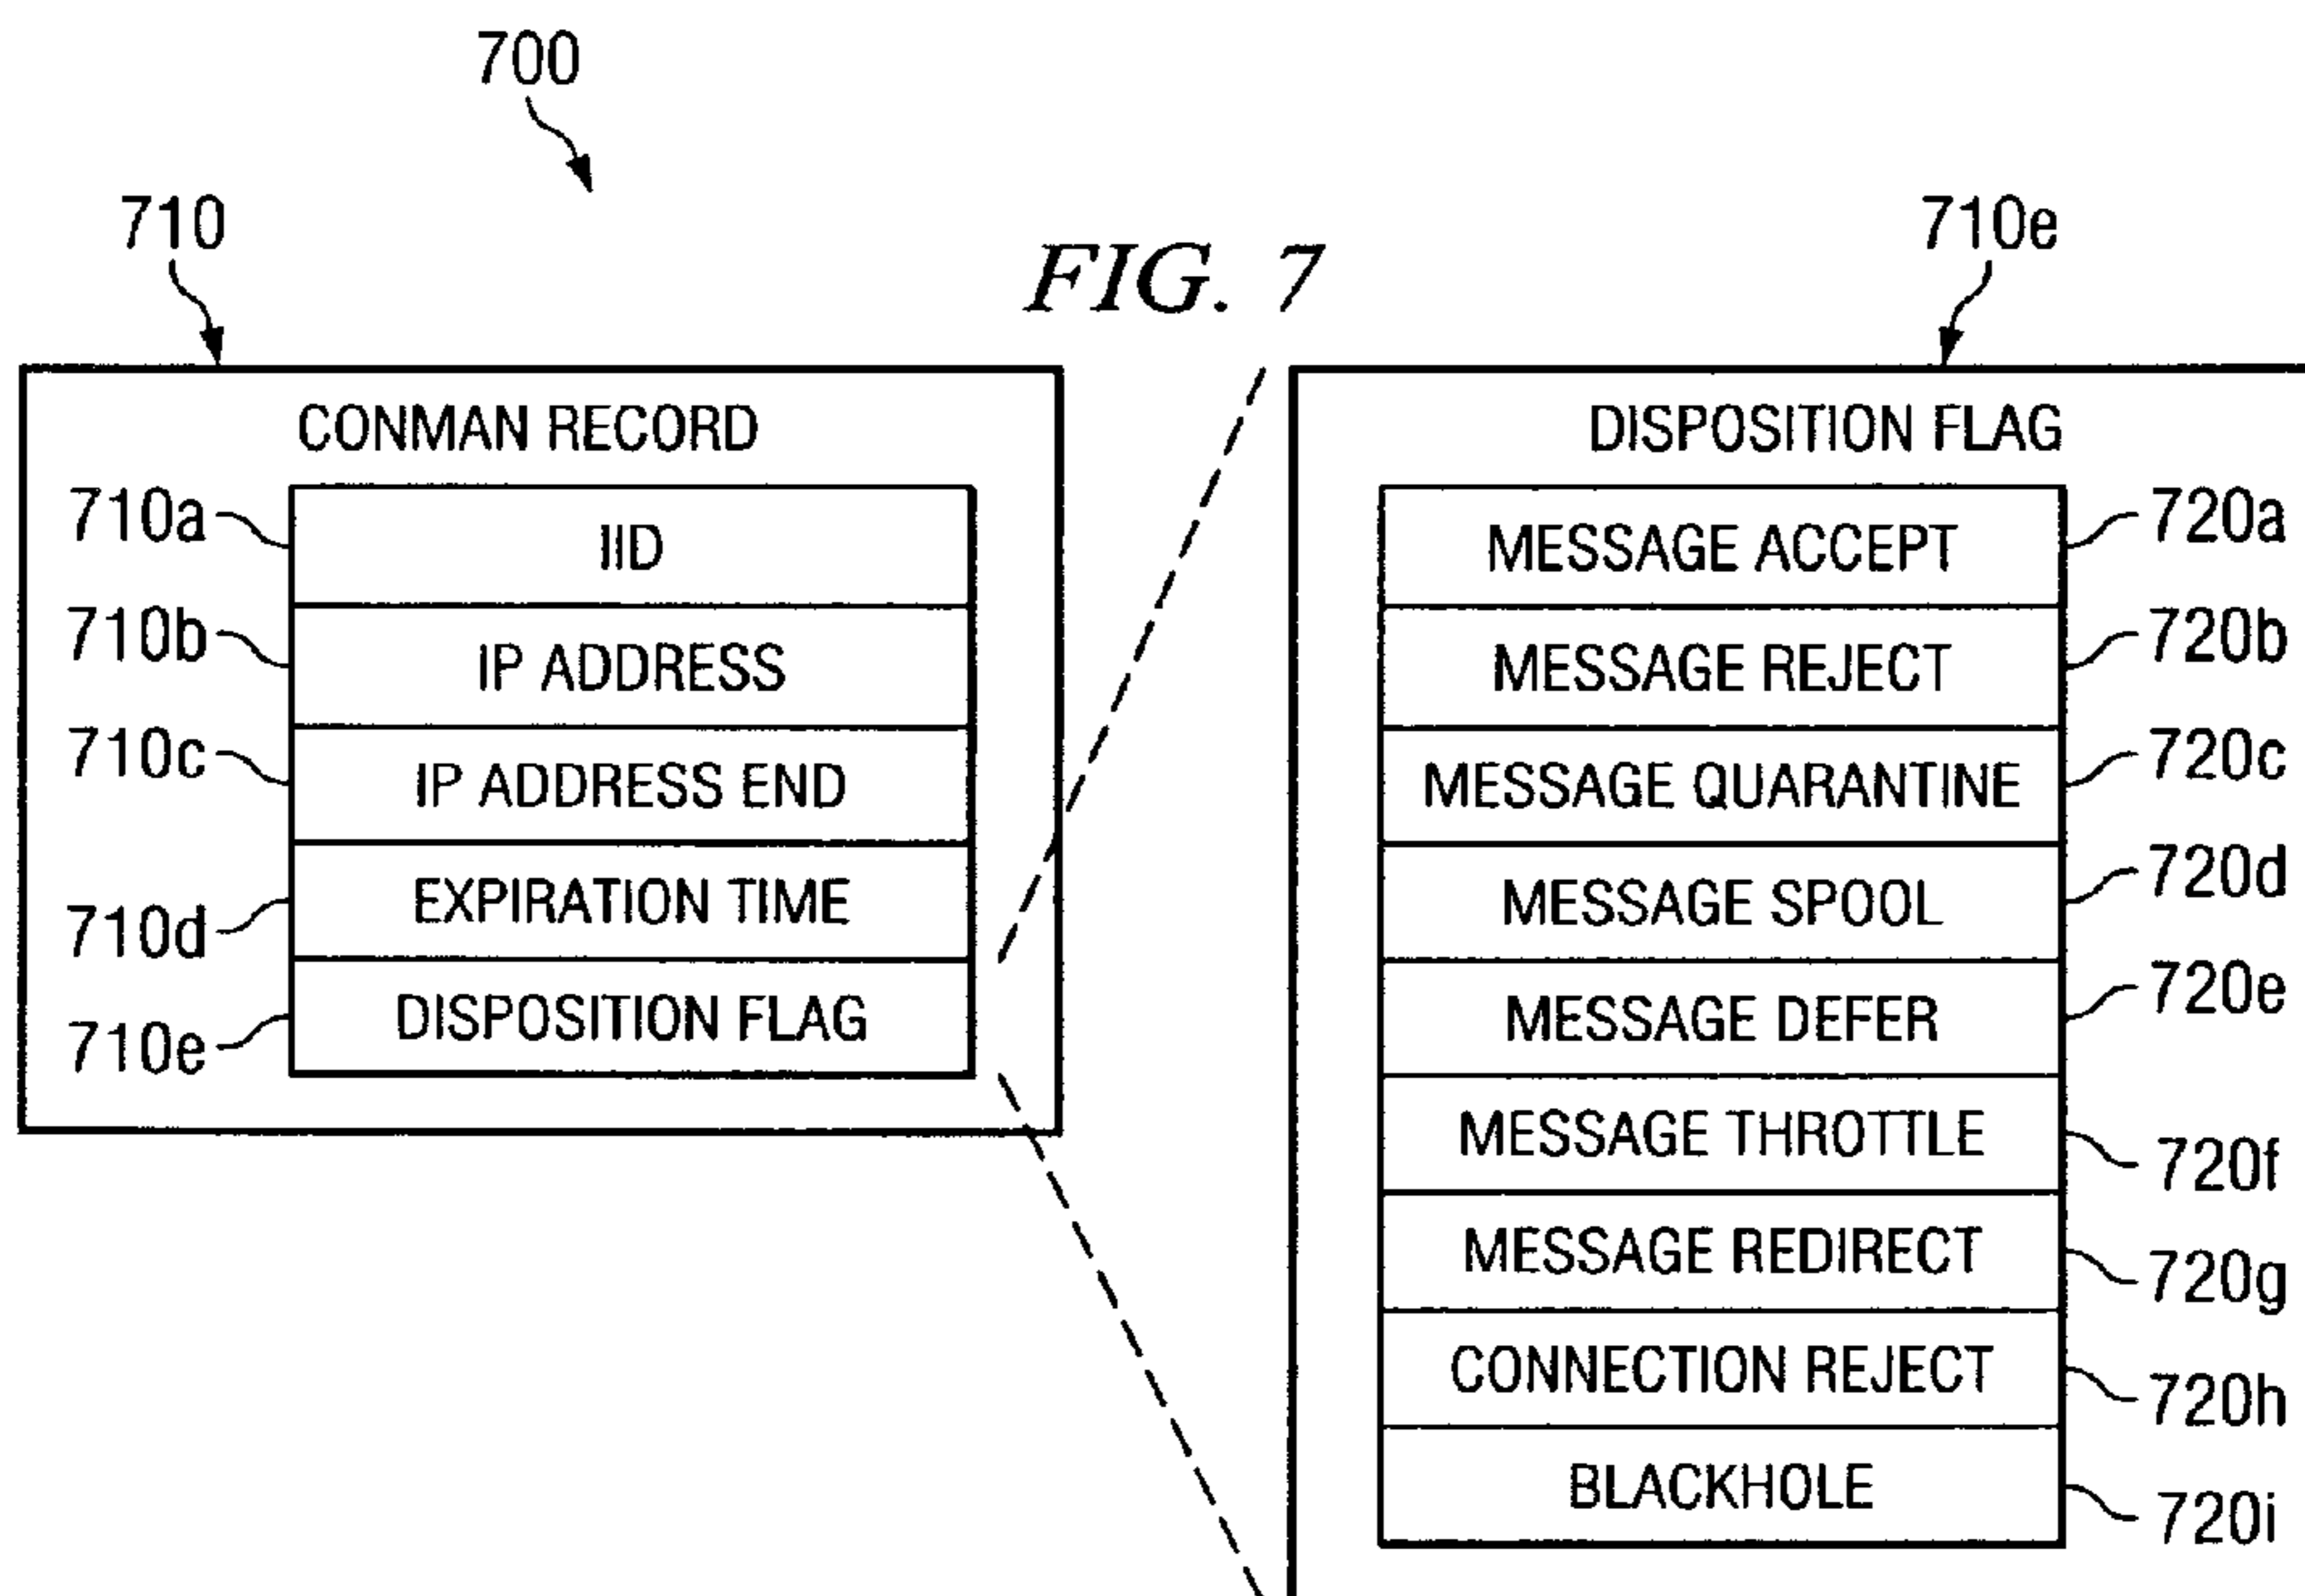 700
710
FIG. 7
710e
CONMAN RECORD
710a
IID
710b
IP ADDRESS
710c
IP ADDRESS END
710d
EXPIRATION TIME
710e
DISPOSITION FLAG
DISPOSITION FLAG
MESSAGE ACCEPT
720a
MESSAGE REJECT
720b
MESSAGE QUARANTINE
720c
MESSAGE SPOOL
720d
MESSAGE DEFER
720e
MESSAGE THROTTLE
720f
MESSAGE REDIRECT
720g
CONNECTION REJECT
720h
BLACKHOLE
720i